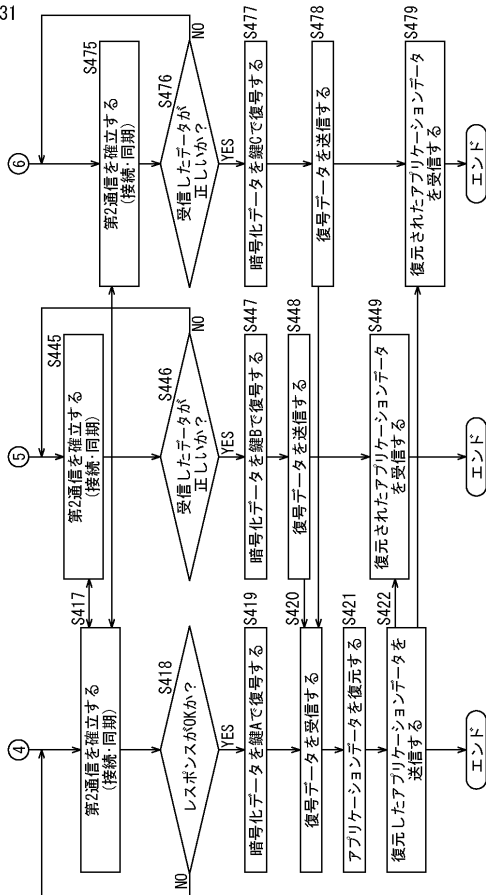 31
④
第2通信を確立する
(接続・同期)
S417
レスポンスがOKか?
S418
NO
YES
暗号化データを鍵Aで復号する
S419
復号データを受信する
S420
アプリケーションデータを復元する
S421
復元したアプリケーションデータを
送信する
S422
エンド
⑤
第2通信を確立する
(接続・同期)
S445
受信したデータが
正しいか?
S446
NO
YES
暗号化データを鍵Bで復号する
S447
復号データを送信する
S448
復元されたアプリケーションデータ
を受信する
S449
エンド
⑥
第2通信を確立する
(接続・同期)
S475
受信したデータが
正しいか?
S476
NO
YES
暗号化データを鍵Cで復号する
S477
復号データを送信する
S478
復元されたアプリケーションデータ
を受信する
S479
エンド